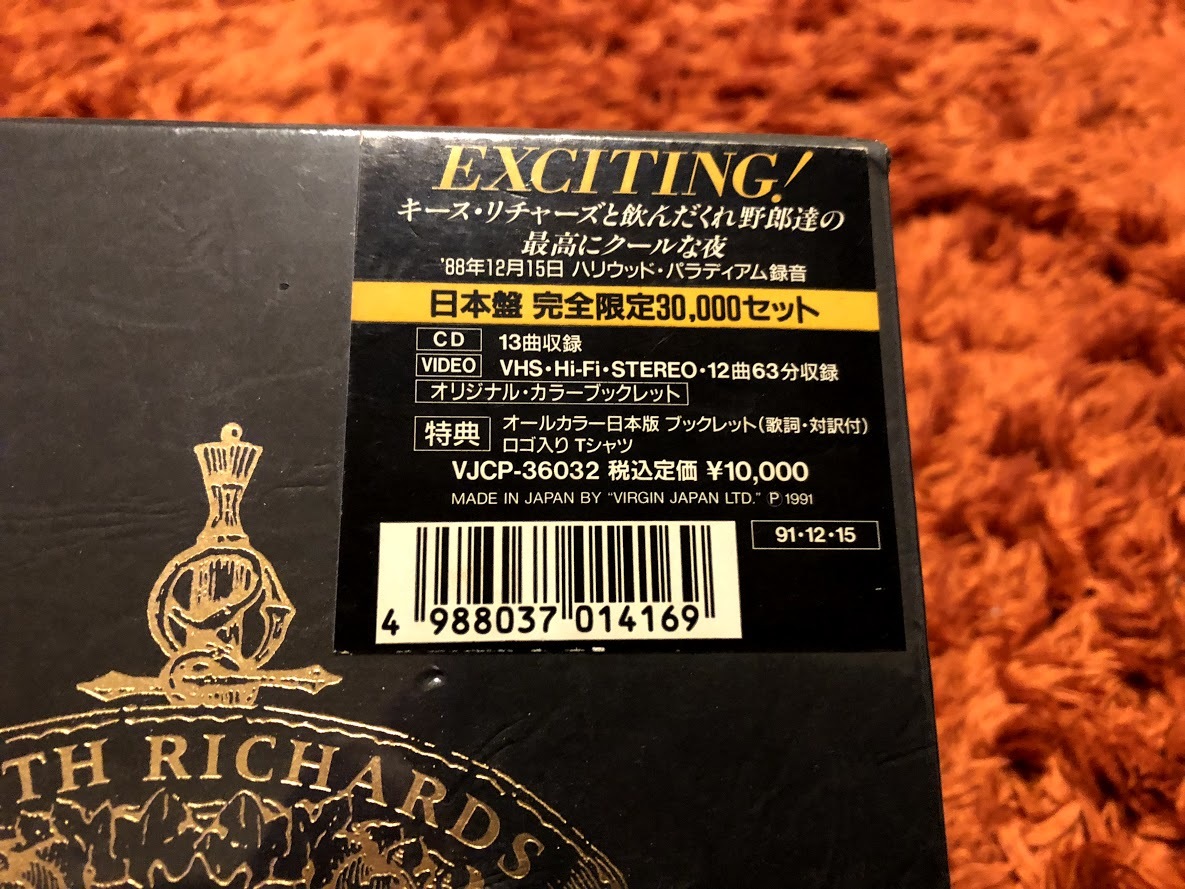 EXCITING!
キース・リチャーズと飲んだくれ野郎達の
最高にクールな夜
'88年12月15日 ハリウッド・パラディアム録音
日本盤 完全限定30,000セット
CD 13曲収録
VIDEO VHS・Hi-Fi・STEREO・12曲63分収録
オリジナル・カラーブックレット
特典 オールカラー日本版 ブックレット(歌詞・対訳付)
ロゴ入り Tシャツ
VJCP-36032 税込定価 ¥10,000
MADE IN JAPAN BY "VIRGIN JAPAN LTD." Ⓟ 1991
91・12・15
4 988037 014169
TH RICHARDS